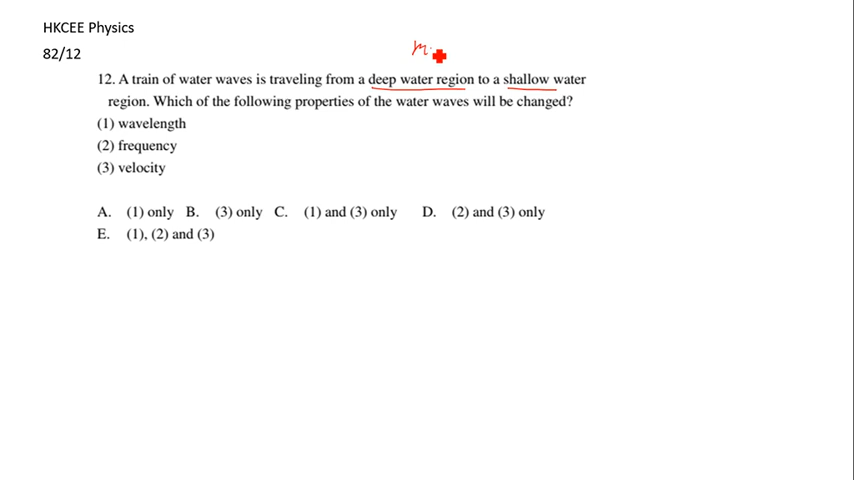 HKCEE Physics
82/12
12. A train of water waves is traveling from a deep water region to a shallow water
region. Which of the following properties of the water waves will be changed?
(1) wavelength
(2) frequency
(3) velocity
A. (1) only B. (3) only C. (1) and (3) only D. (2) and (3) only
E. (1), (2) and (3)